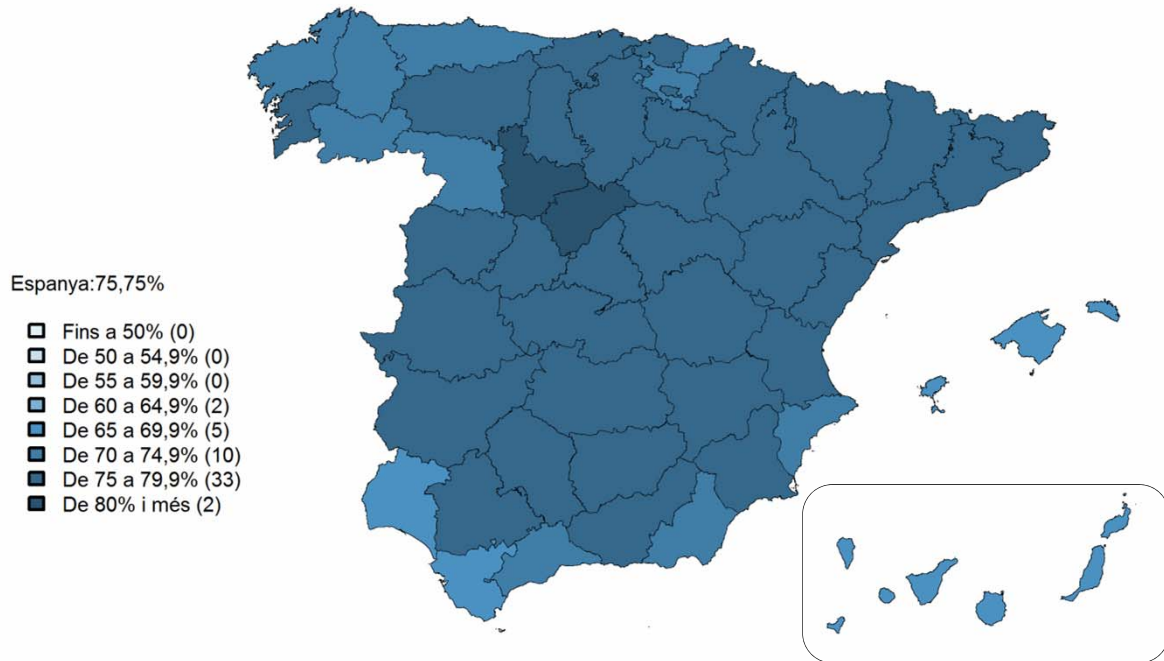 Espanya:75,75%
Fins a 50% (0)
De 50 a 54,9% (0)
De 55 a 59,9% (0)
De 60 a 64,9% (2)
De 65 a 69,9% (5)
De 70 a 74,9% (10)
De 75 a 79,9% (33)
De 80% i més (2)